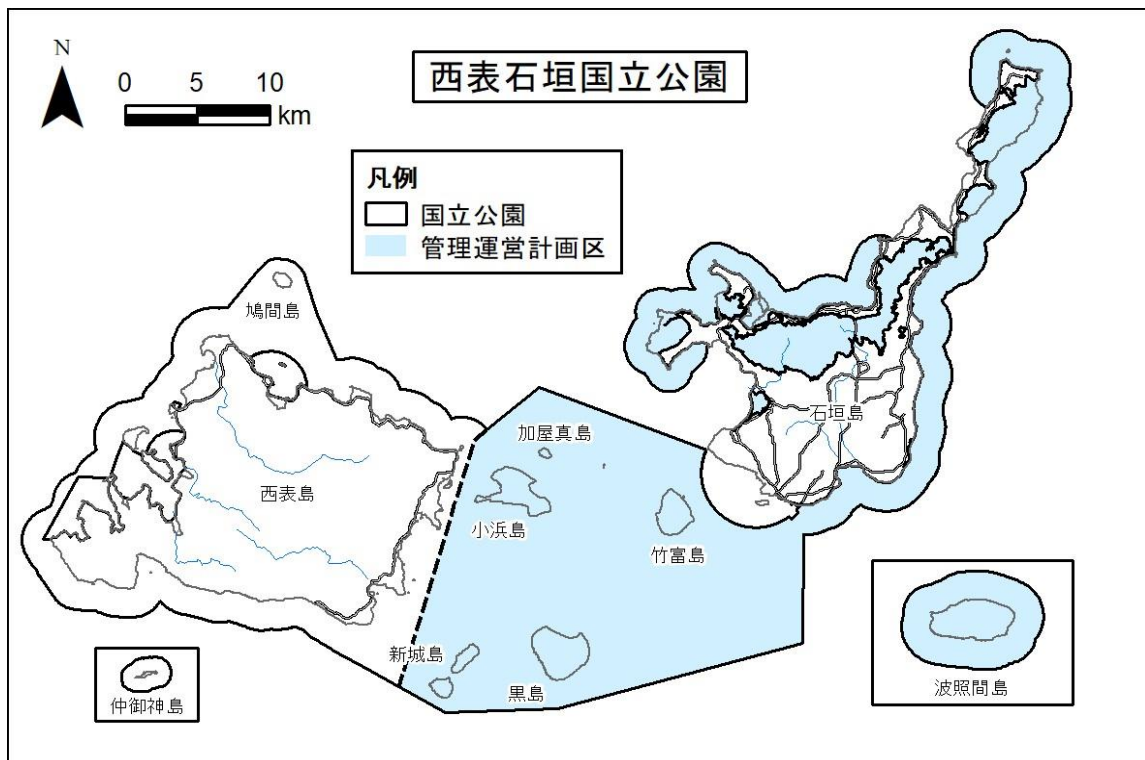 N
0 5 10
km
西表石垣国立公園
凡例
国立公園
管理運営計画区
鳩間島
加屋真島
石垣島
西表島
小浜島
竹富島
新城島
黒島
仲御神島
波照間島